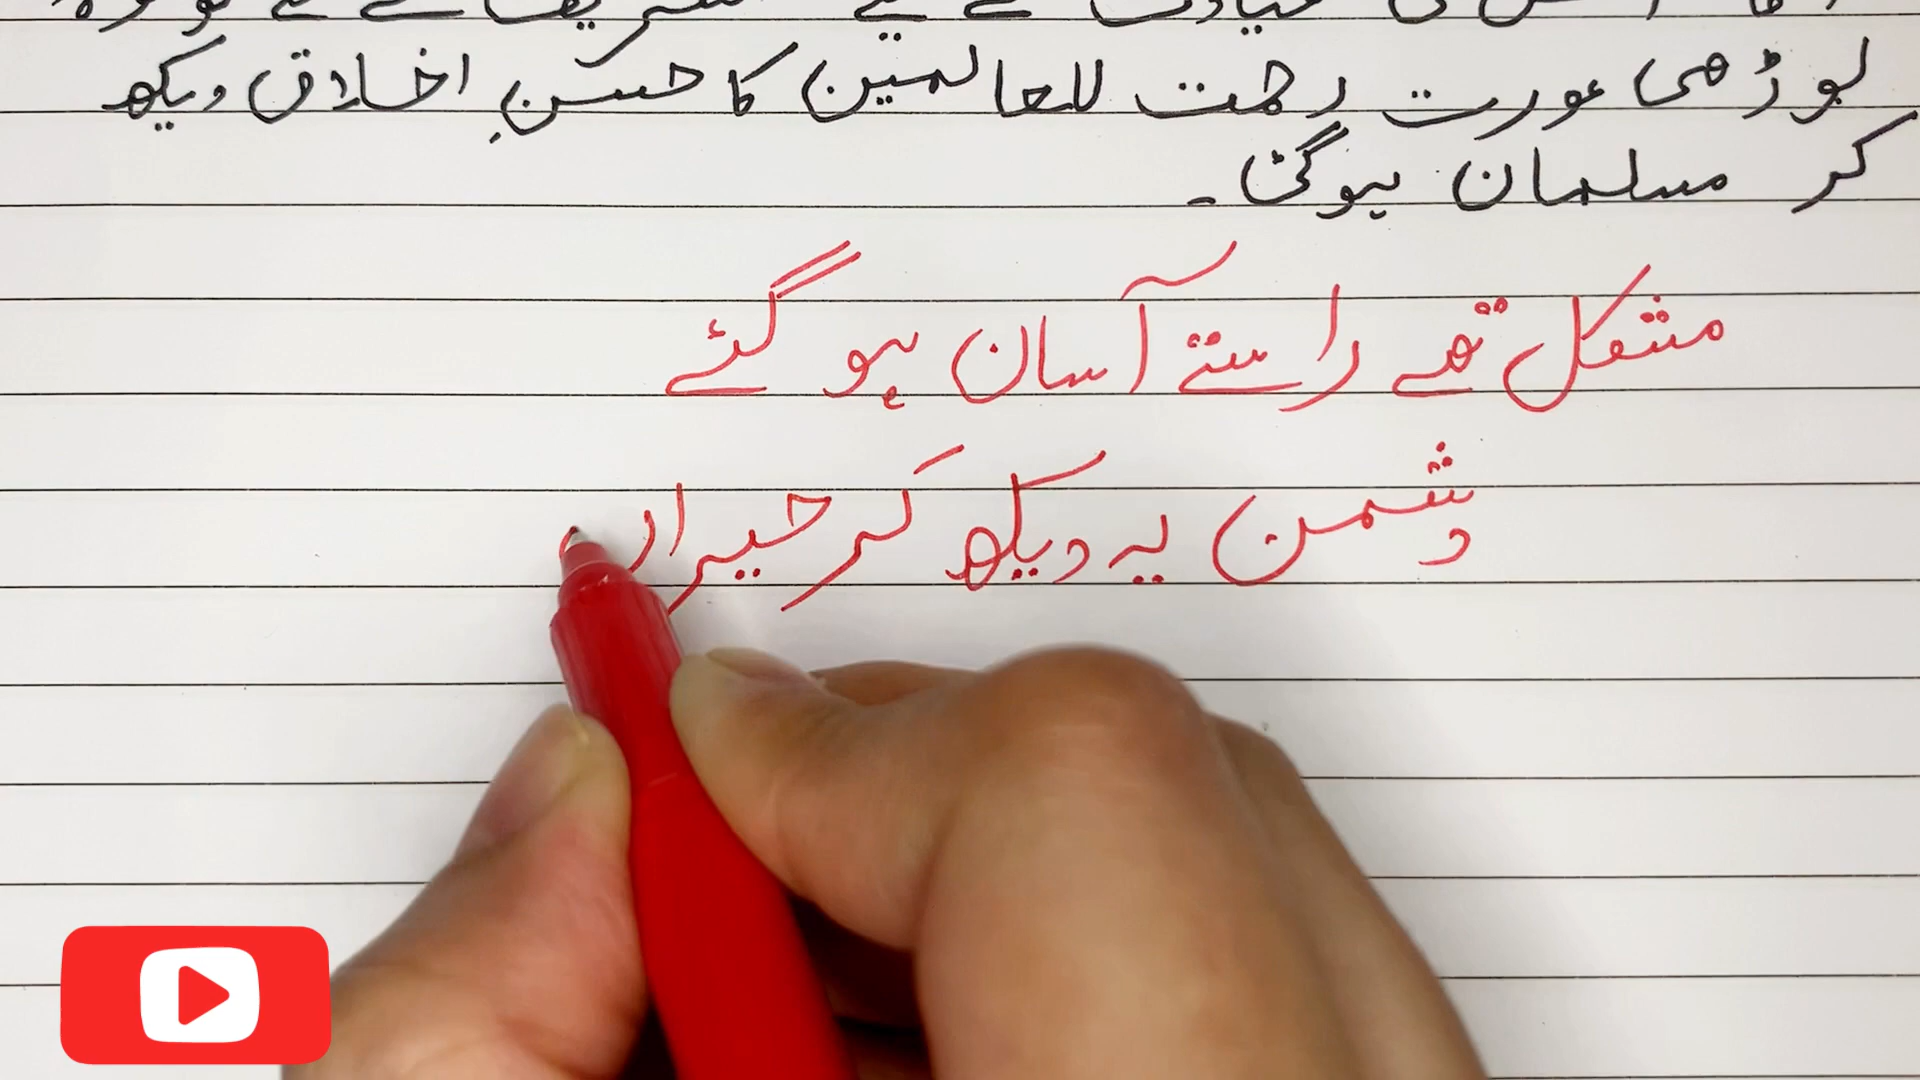 بوڑھی عورت رحمت للعالمین کا حسنِ اخلاق دیکھ
کر مسلمان ہوگئی ۔
مشکل تھے راستے آسان ہو گئے
دشمن یہ دیکھ کر حیرا